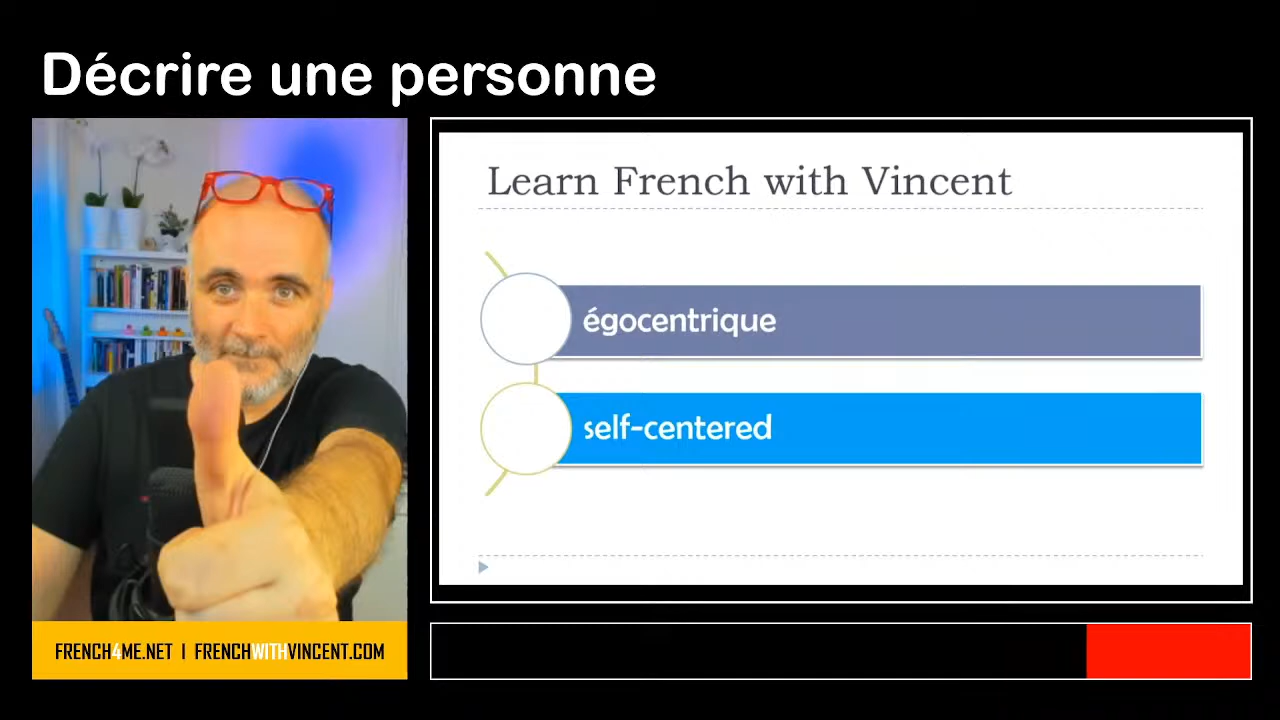 Décrire une personne
Learn French with Vincent
égocentrique
self-centered
FRENCH4ME.NET | FRENCHWITHVINCENT.COM